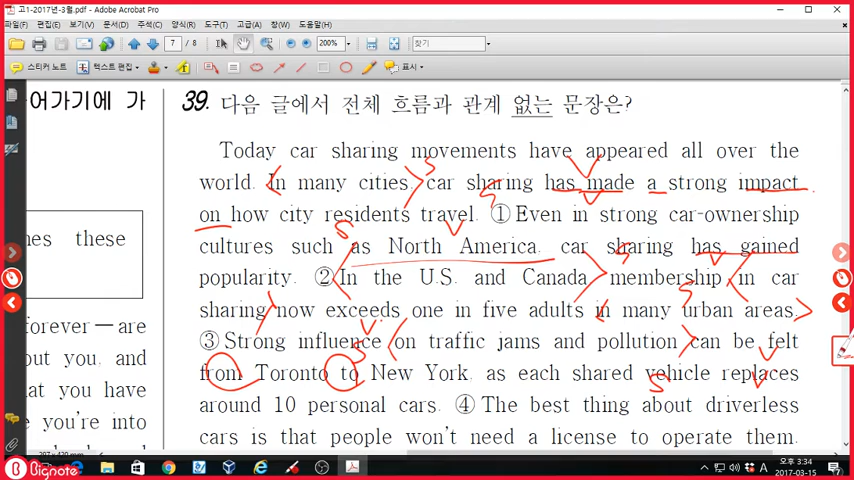 고1-2017년-3월.pdf - Adobe Acrobat Pro
파일(F) 편집(E) 보기(V) 문서(D) 주석(C) 양식(R) 도구(T) 고급(A) 창(W) 도움말(H)
7 / 8 200% 찾기
스티커 노트 텍스트 편집 표시
어가기에 가
mes these
forever—are
out you, and
at you have
you're into
39. 다음 글에서 전체 흐름과 관계 없는 문장은?
Today car sharing movements have appeared all over the
world. In many cities, car sharing has made a strong impact
on how city residents travel. ① Even in strong car-ownership
cultures such as North America, car sharing has gained
popularity. ② In the U.S. and Canada, membership in car
sharing now exceeds one in five adults in many urban areas.
③ Strong influence on traffic jams and pollution can be felt
from Toronto to New York, as each shared vehicle replaces
around 10 personal cars. ④ The best thing about driverless
cars is that people won't need a license to operate them.
297 x 420 mm
Bignote
A 오후 3:34
2017-03-15